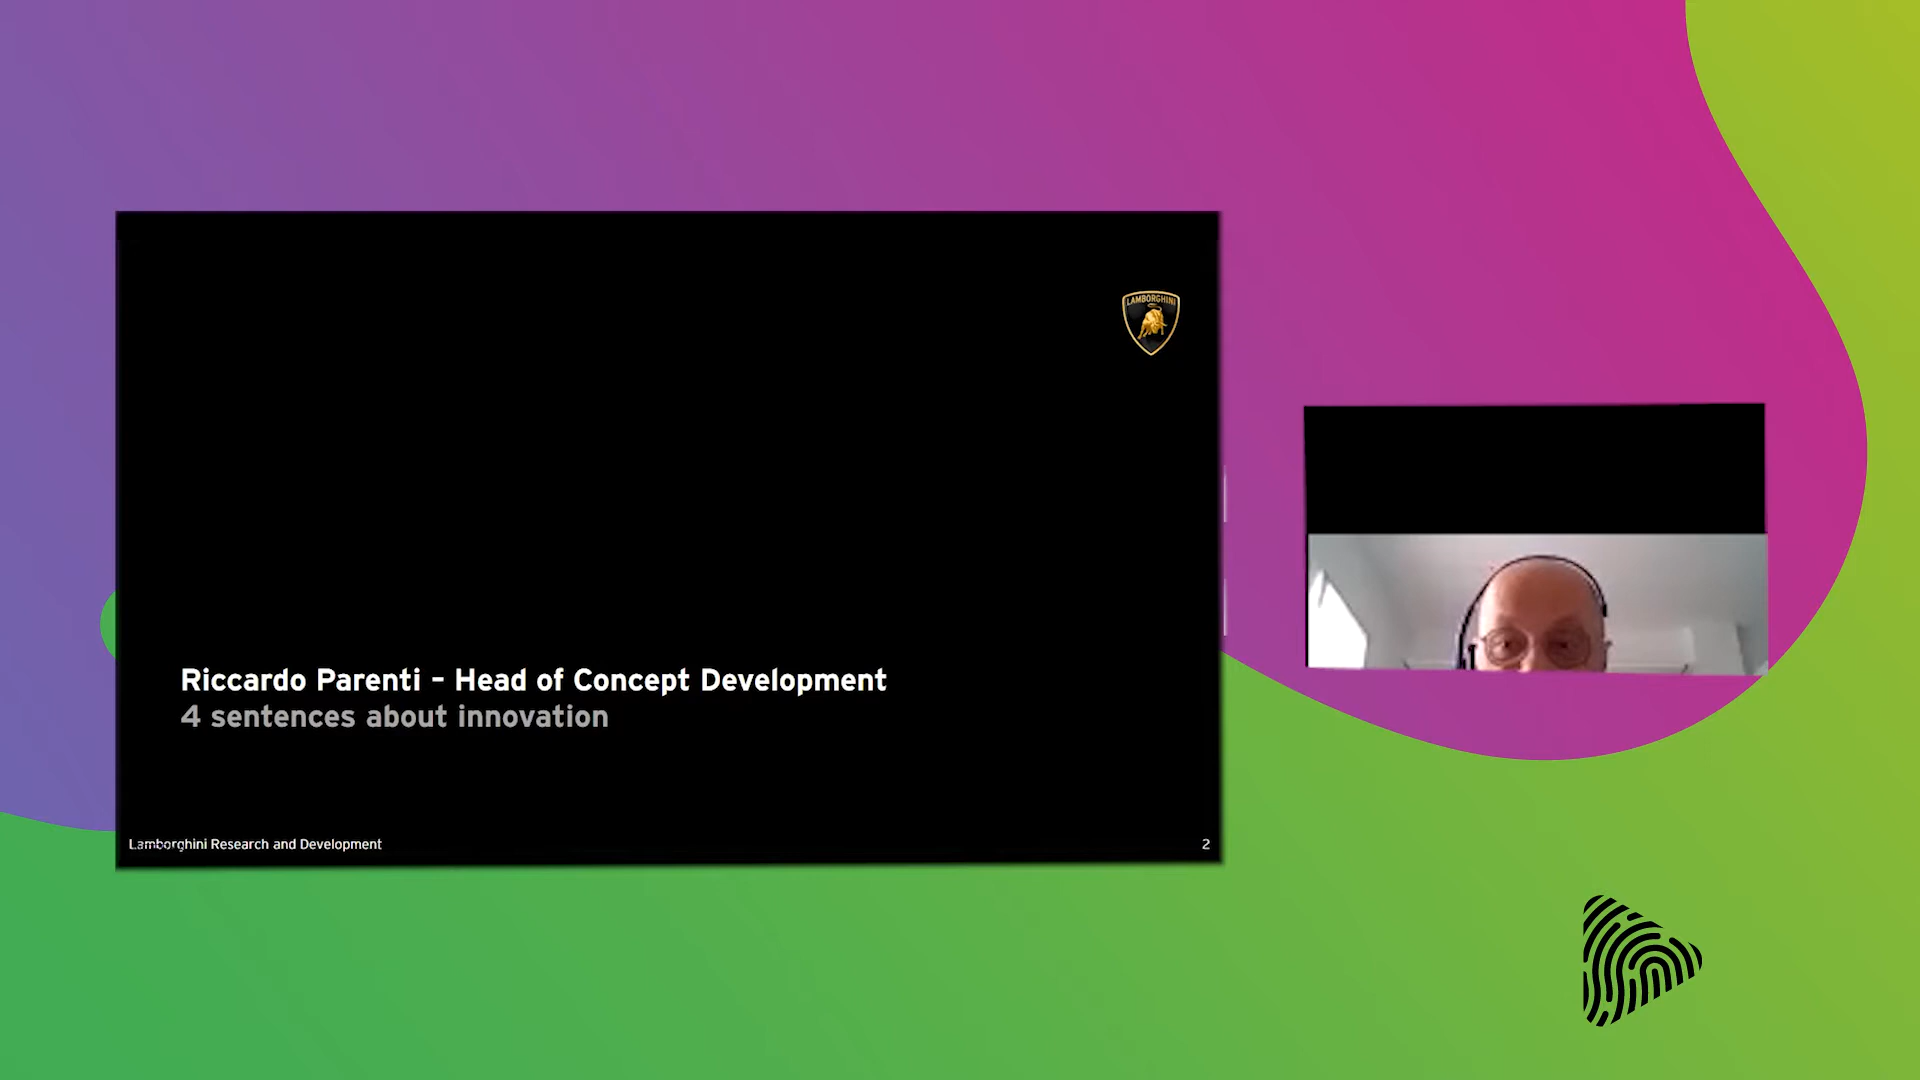 LAMBORGHINI
Riccardo Parenti – Head of Concept Development
4 sentences about innovation
Lamborghini Research and Development
2